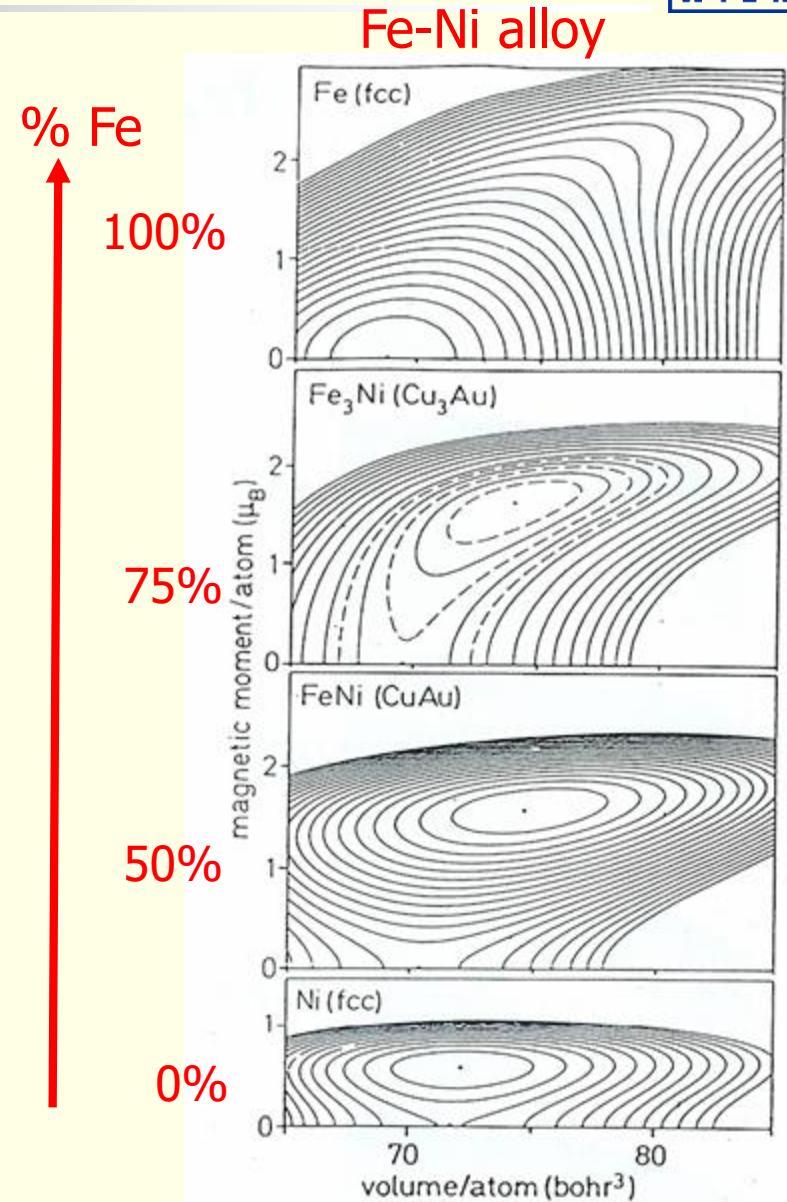 Fe-Ni alloy
% Fe
100%
75%
50%
0%
Fe (fcc)
2
1
0
Fe₃Ni (Cu₃Au)
2
1
0
FeNi (CuAu)
2
1
0
Ni (fcc)
1
0
70 80
magnetic moment/atom (μB)
volume/atom (bohr³)